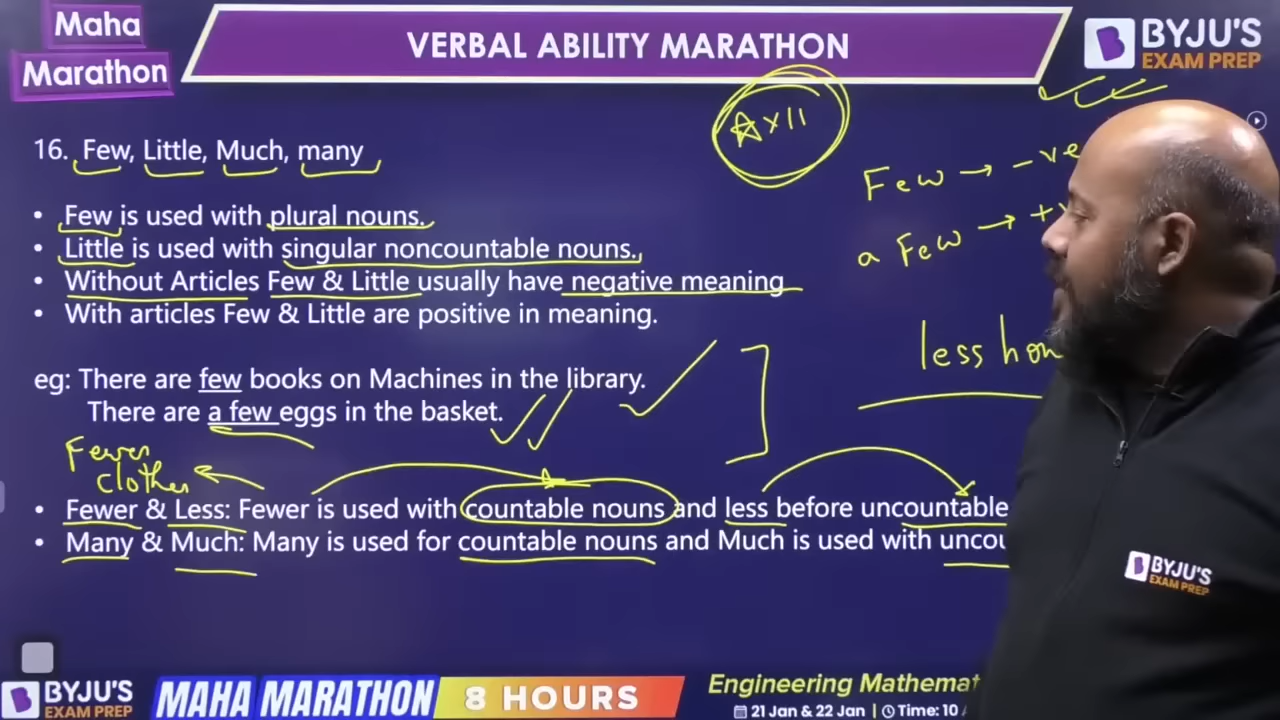 Maha
Marathon
VERBAL ABILITY MARATHON
BYJU'S
EXAM PREP
☆XII
16. Few, Little, Much, many
Few → -ve
• Few is used with plural nouns.
a Few →
• Little is used with singular noncountable nouns.,
• Without Articles Few & Little usually have negative meaning
• With articles Few & Little are positive in meaning.
less
eg: There are few books on Machines in the library.
There are a few eggs in the basket.
Fewer
clothes
• Fewer & Less: Fewer is used with countable nouns and less before uncountable
• Many & Much: Many is used for countable nouns and Much is used with
BYJU'S
EXAM PREP
BYJU'S
EXAM PREP
MAHA MARATHON 8 HOURS
Engineering
21 Jan & 22 Jan | Time: 10